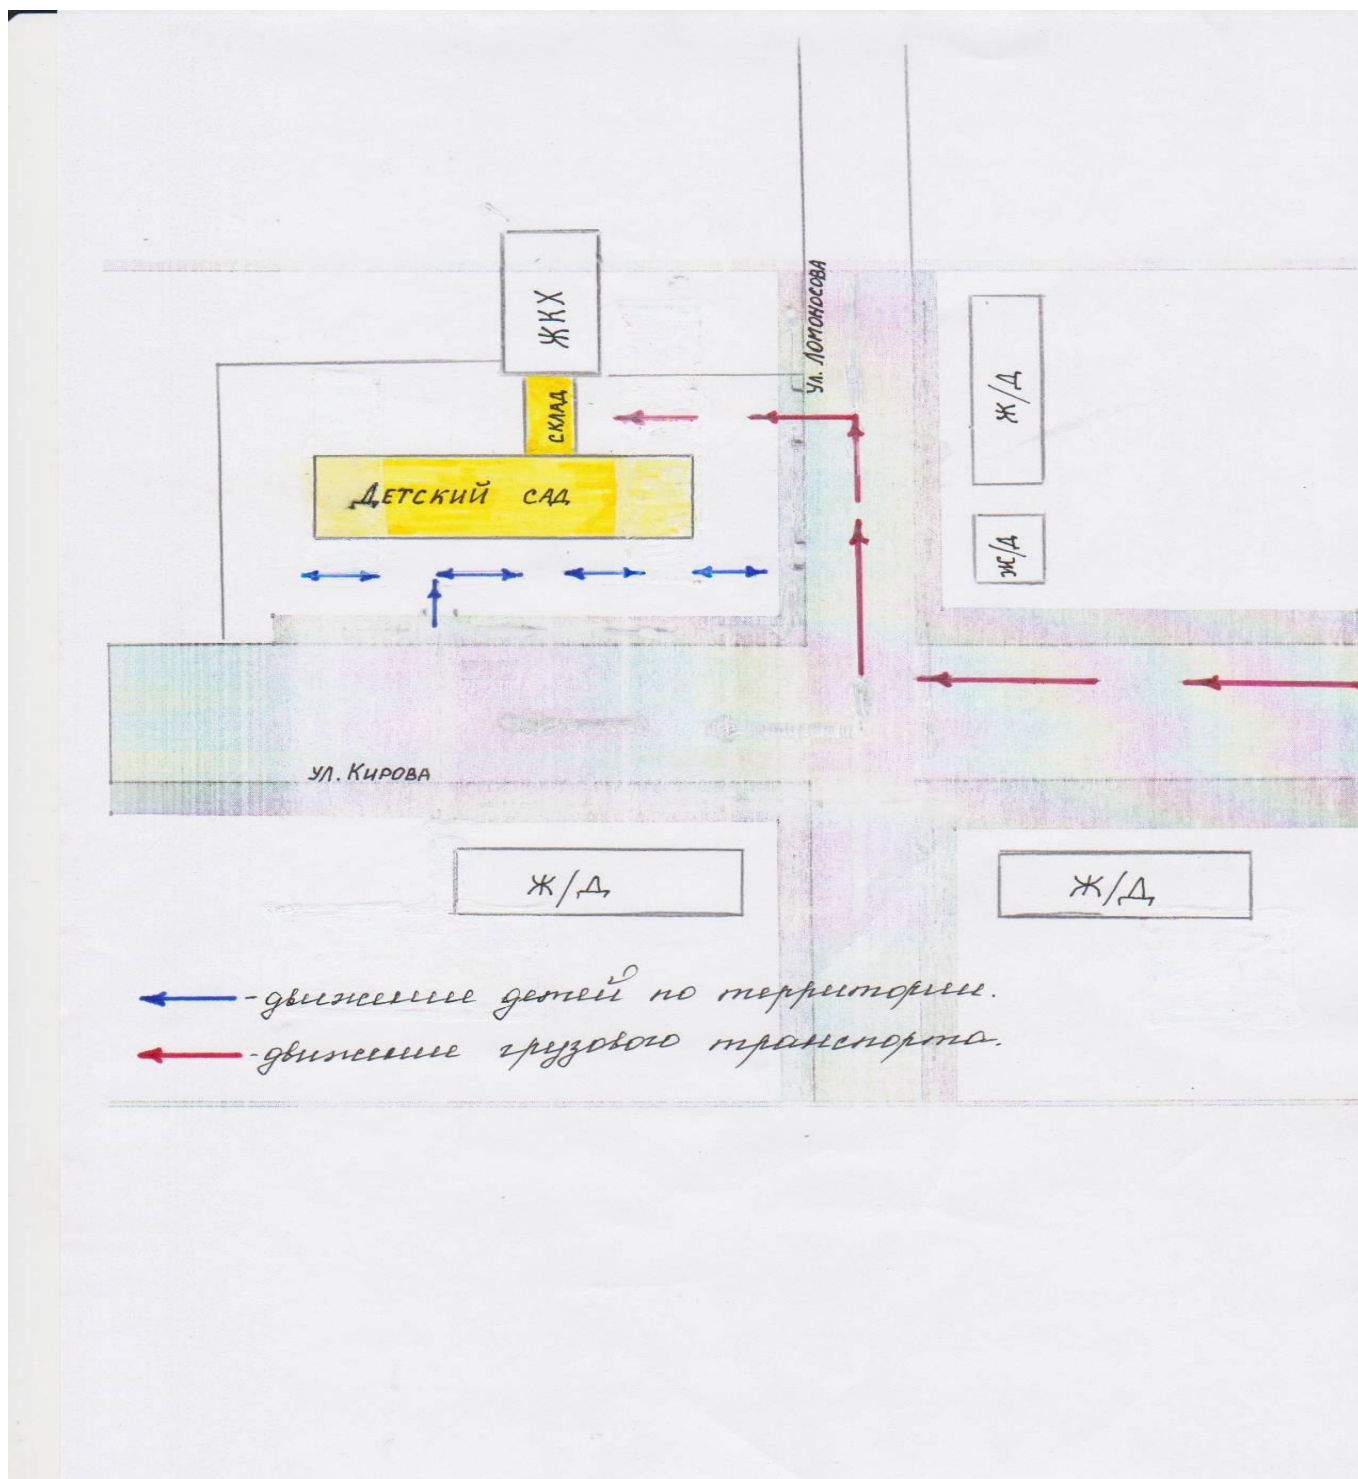 ул. Ломоносова
ЖКХ
Ж/Д
склад
Детский сад
Ж/Д
ул. Кирова
Ж/Д
Ж/Д
- движение детей по территории.
- движение грузового транспорта.